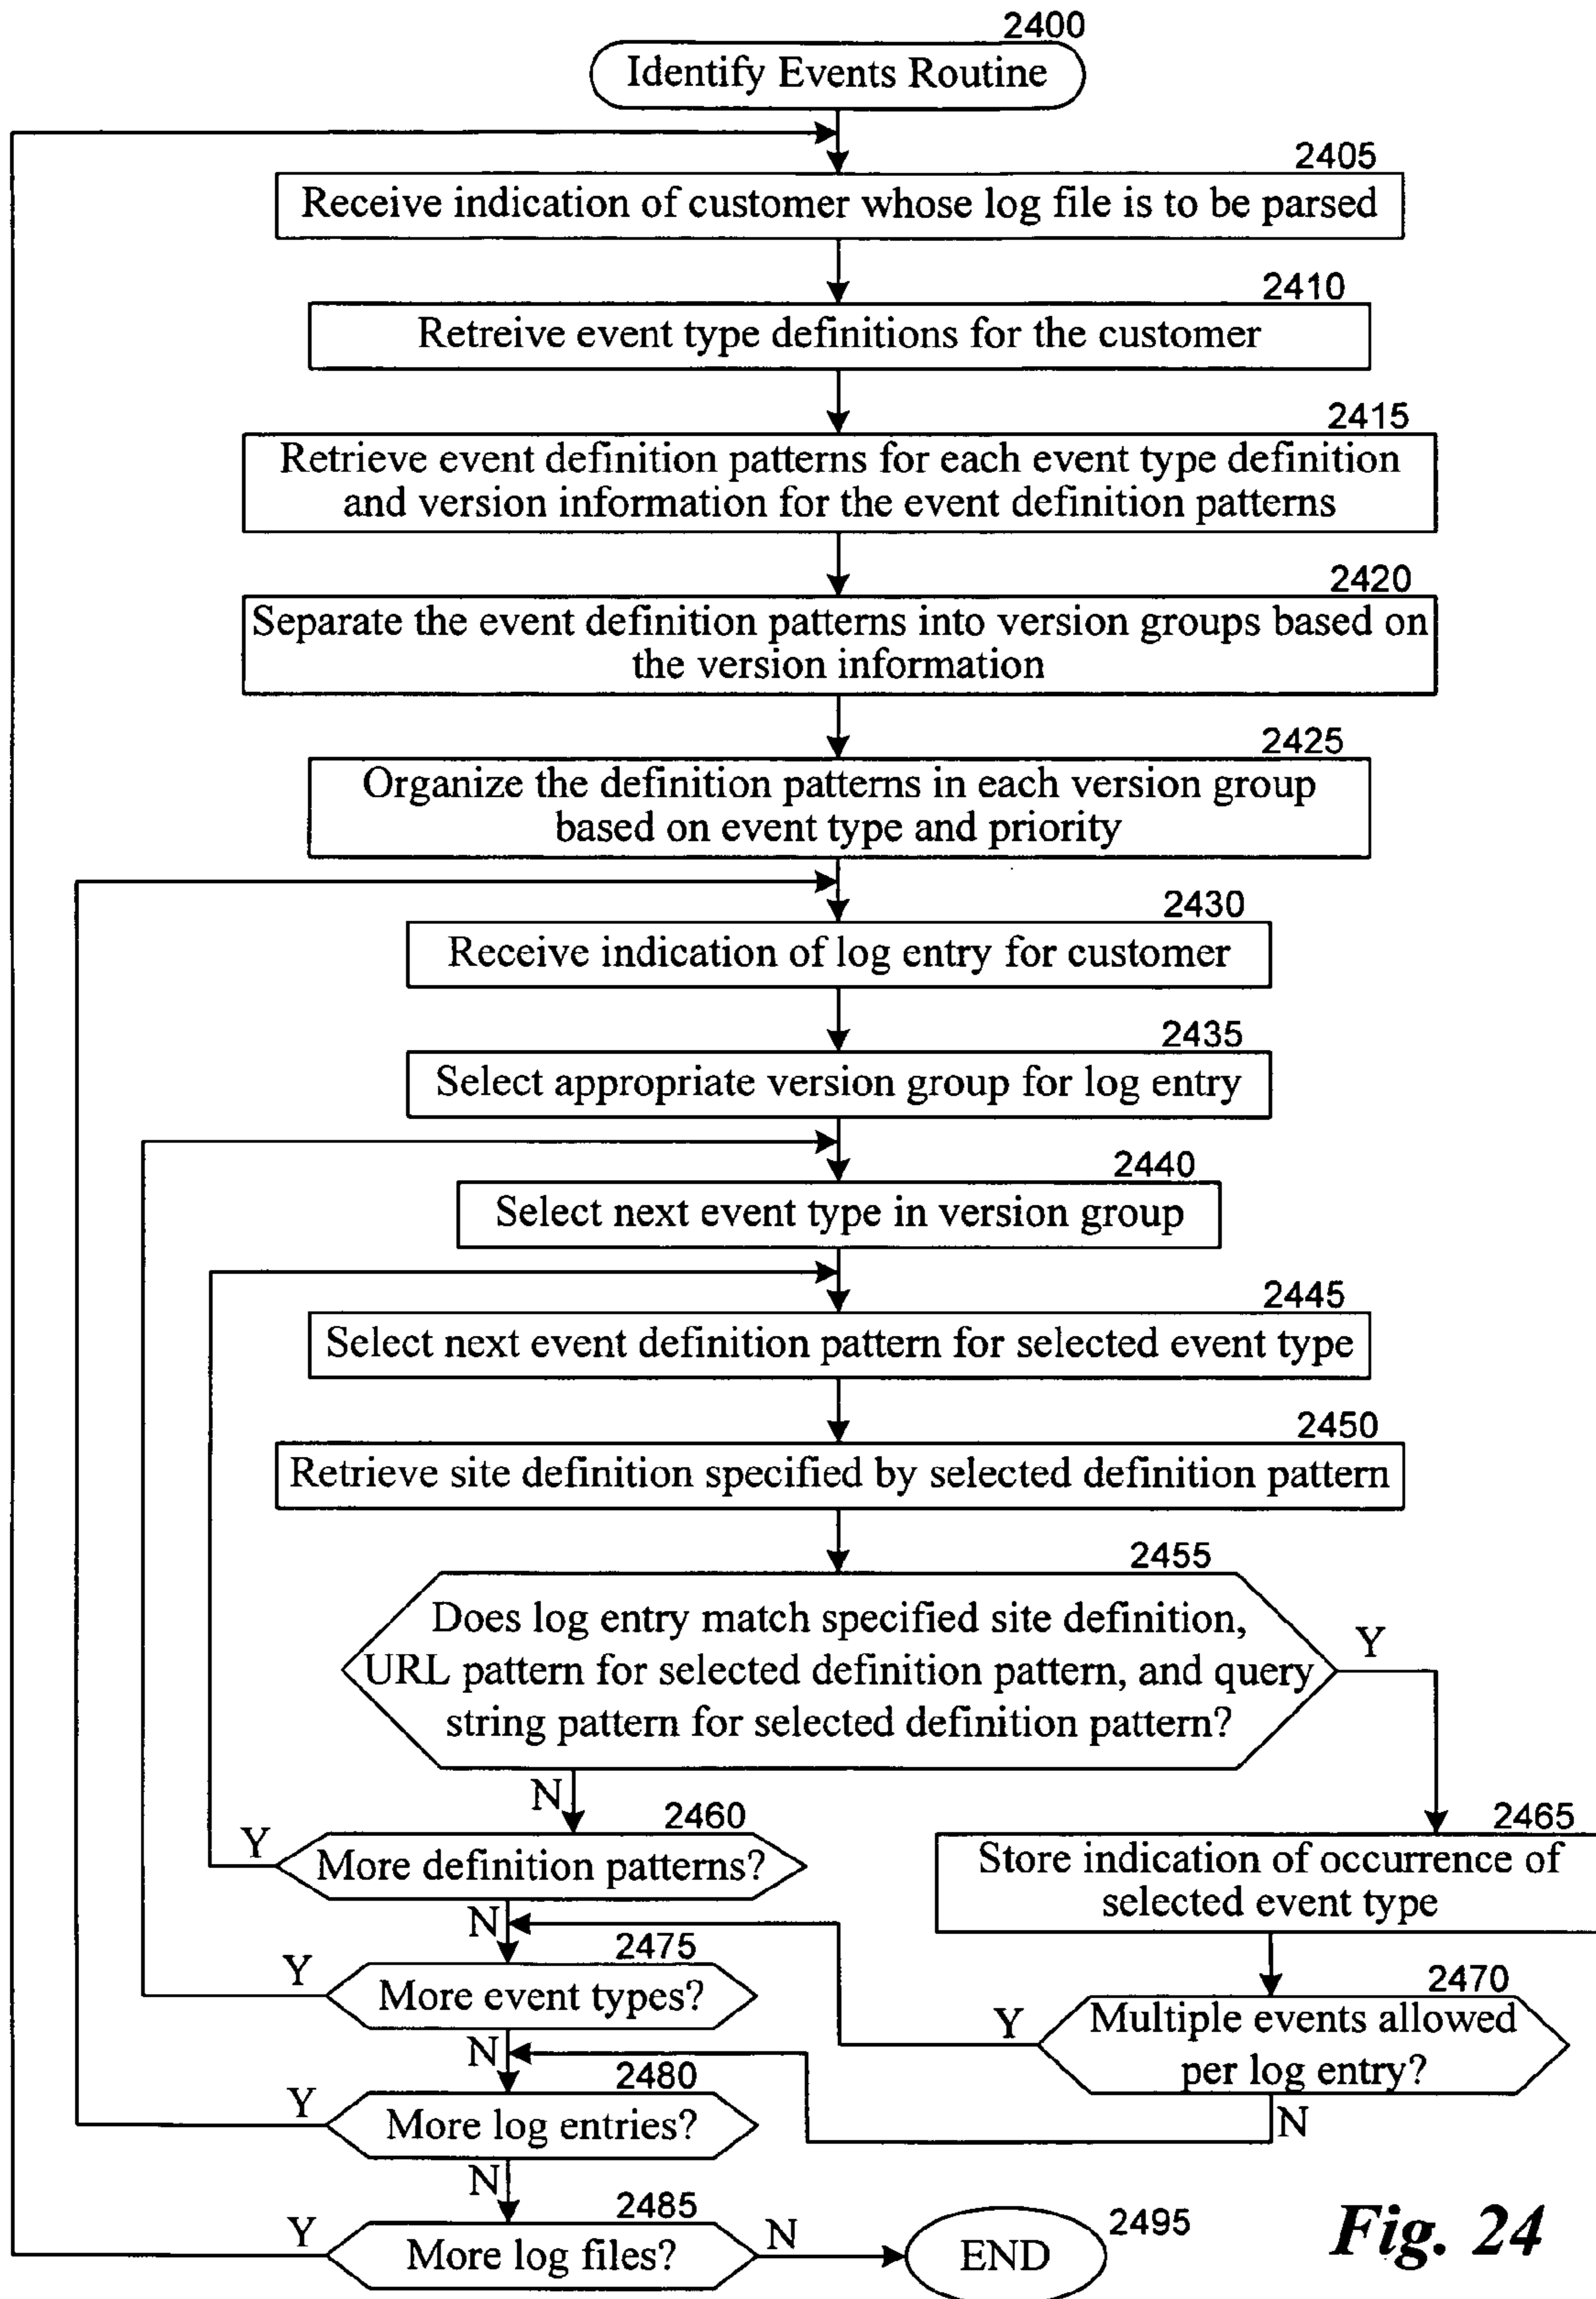 2400
Identify Events Routine
2405
Receive indication of customer whose log file is to be parsed
2410
Retreive event type definitions for the customer
2415
Retrieve event definition patterns for each event type definition
and version information for the event definition patterns
2420
Separate the event definition patterns into version groups based on
the version information
2425
Organize the definition patterns in each version group
based on event type and priority
2430
Receive indication of log entry for customer
2435
Select appropriate version group for log entry
2440
Select next event type in version group
2445
Select next event definition pattern for selected event type
2450
Retrieve site definition specified by selected definition pattern
2455
Does log entry match specified site definition,
URL pattern for selected definition pattern, and query
string pattern for selected definition pattern?
Y
N
2460
Y
More definition patterns?
2465
Store indication of occurrence of
selected event type
N
2475
Y
More event types?
2470
Y
Multiple events allowed
per log entry?
N
N
2480
Y
More log entries?
N
2485
Y
More log files?
N
END
2495
Fig. 24